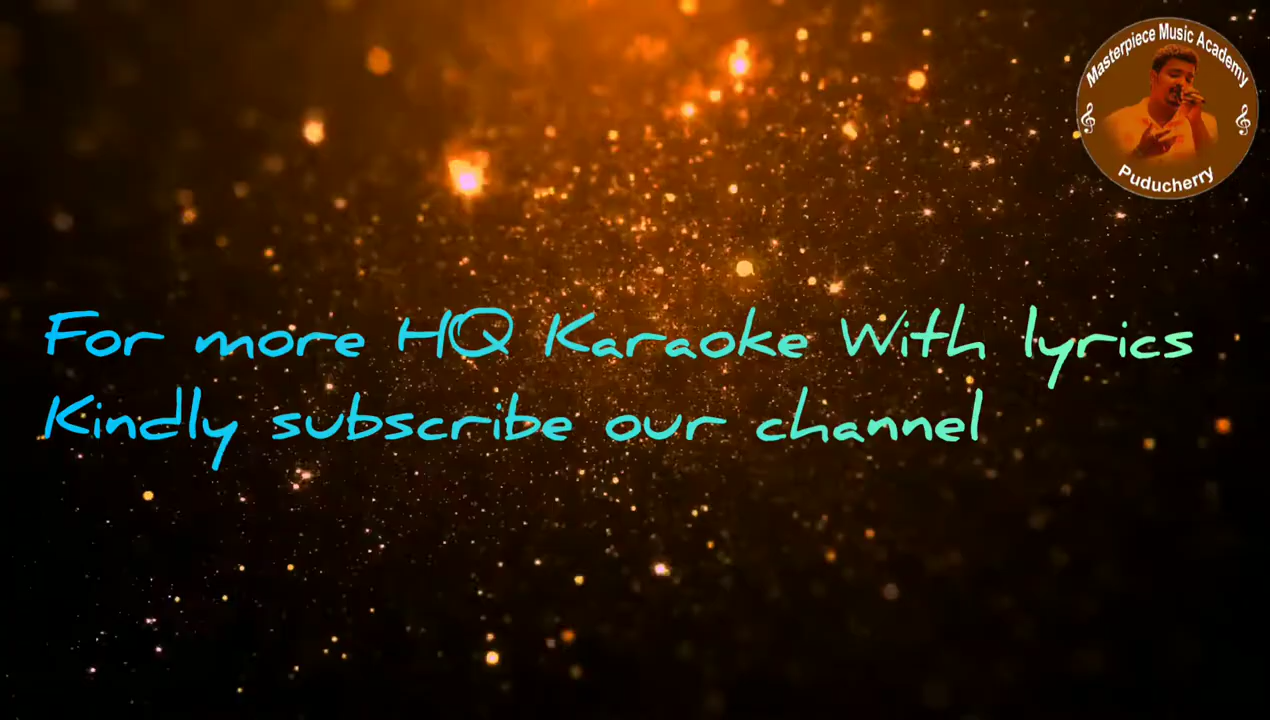 Masterpiece Music Academy
Puducherry
For more HQ Karaoke With lyrics
Kindly subscribe our channel